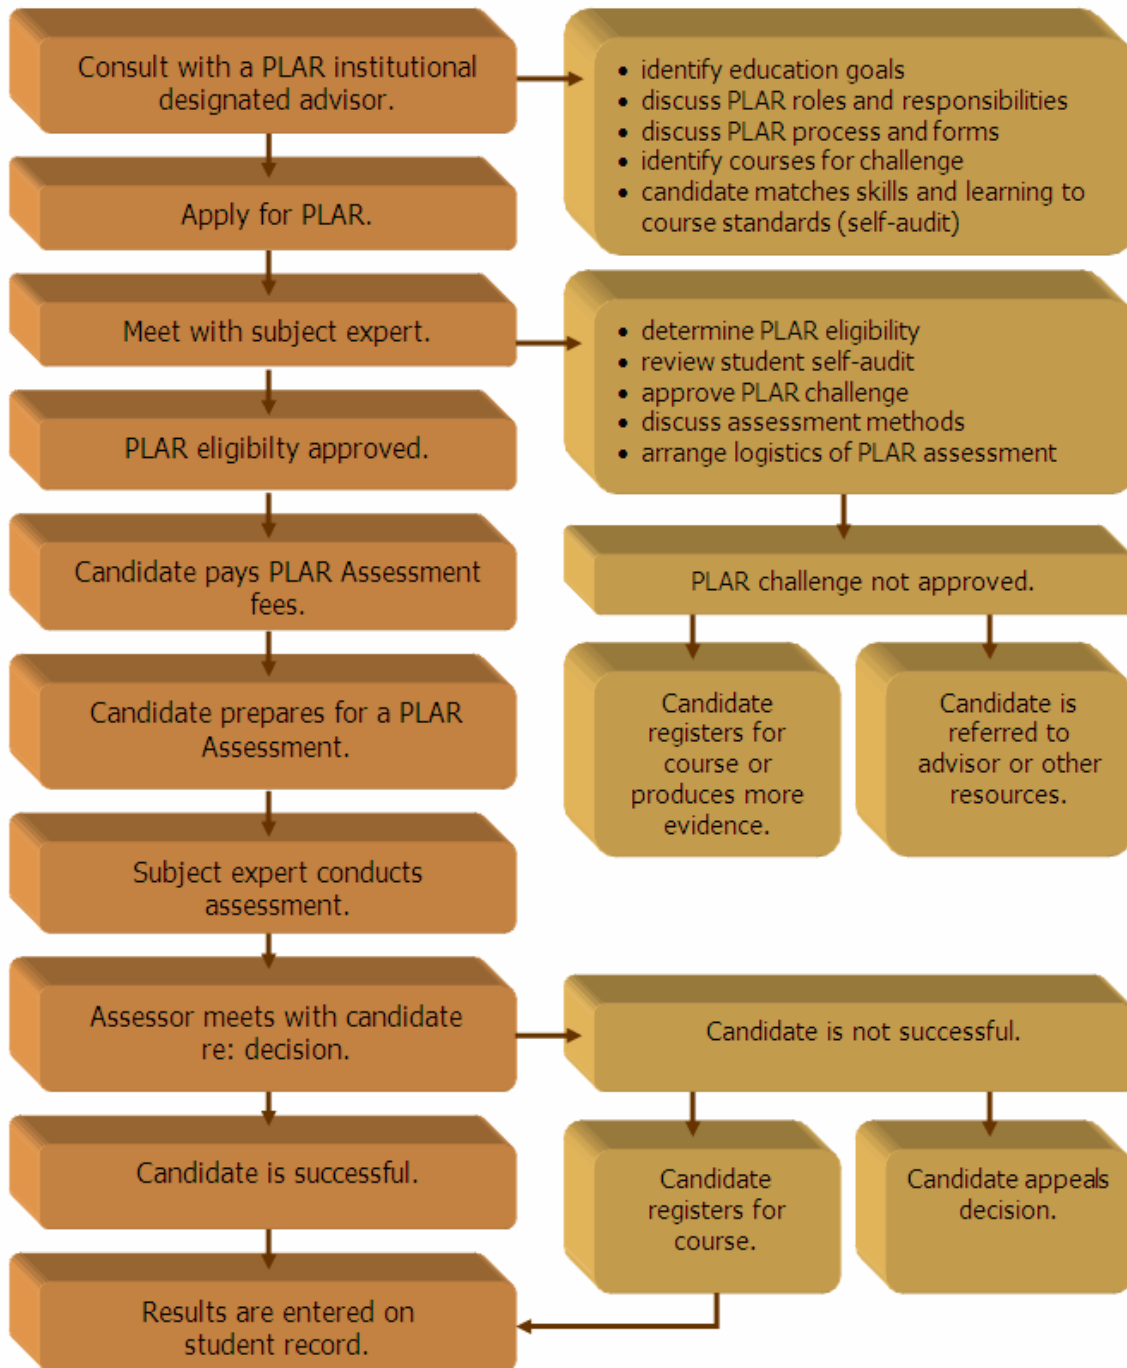 Consult with a PLAR institutional
designated advisor.
• identify education goals
• discuss PLAR roles and responsibilities
• discuss PLAR process and forms
• identify courses for challenge
• candidate matches skills and learning to
course standards (self-audit)
Apply for PLAR.
Meet with subject expert.
• determine PLAR eligibility
• review student self-audit
• approve PLAR challenge
• discuss assessment methods
• arrange logistics of PLAR assessment
PLAR eligibilty approved.
Candidate pays PLAR Assessment
fees.
PLAR challenge not approved.
Candidate prepares for a PLAR
Assessment.
Candidate
registers for
course or
produces more
evidence.
Candidate is
referred to
advisor or other
resources.
Subject expert conducts
assessment.
Assessor meets with candidate
re: decision.
Candidate is not successful.
Candidate is successful.
Candidate
registers for
course.
Candidate appeals
decision.
Results are entered on
student record.